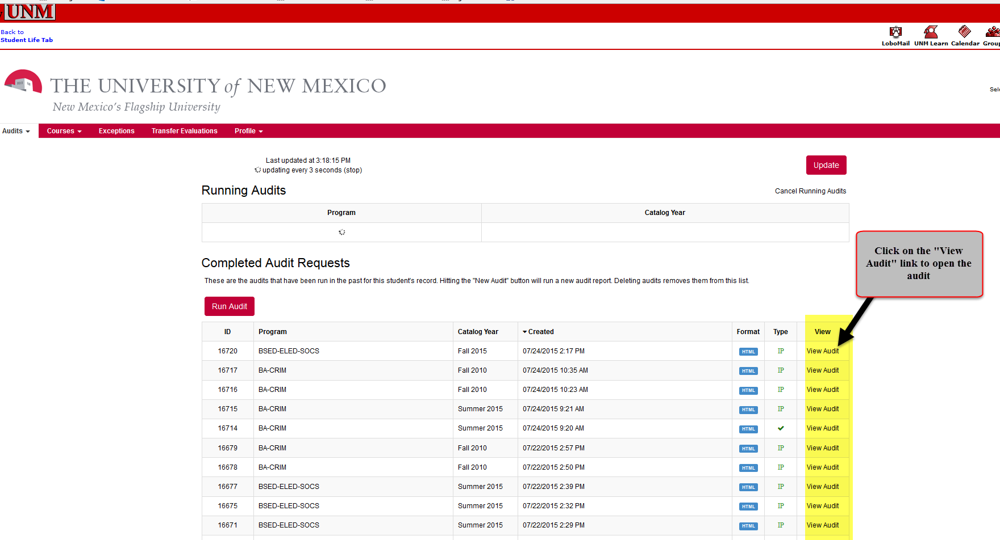 UNM
Back to
Student Life Tab
LoboMail UNM Learn Calendar
THE UNIVERSITY of NEW MEXICO
New Mexico's Flagship University
Audits Courses Exceptions Transfer Evaluations Profile
Last updated at 3:18:15 PM
updating every 3 seconds (stop)
Update
Running Audits
Cancel Running Audits
Program Catalog Year
Completed Audit Requests
These are the audits that have been run in the past for this student's record. Hitting the "New Audit" button will run a new audit report. Deleting audits removes them from this list.
Click on the "View
Audit" link to open the
audit
Run Audit
ID Program Catalog Year Created Format Type View
16720 BSED-ELED-SOCS Fall 2015 07/24/2015 2:17 PM HTML IP View Audit
16717 BA-CRIM Fall 2010 07/24/2015 10:35 AM HTML IP View Audit
16716 BA-CRIM Fall 2010 07/24/2015 10:23 AM HTML IP View Audit
16715 BA-CRIM Summer 2015 07/24/2015 9:21 AM HTML IP View Audit
16714 BA-CRIM Summer 2015 07/24/2015 9:20 AM HTML View Audit
16679 BA-CRIM Fall 2010 07/22/2015 2:57 PM HTML IP View Audit
16678 BA-CRIM Fall 2010 07/22/2015 2:50 PM HTML IP View Audit
16677 BSED-ELED-SOCS Summer 2015 07/22/2015 2:39 PM HTML IP View Audit
16675 BSED-ELED-SOCS Summer 2015 07/22/2015 2:32 PM HTML IP View Audit
16671 BSED-ELED-SOCS Summer 2015 07/22/2015 2:29 PM HTML IP View Audit